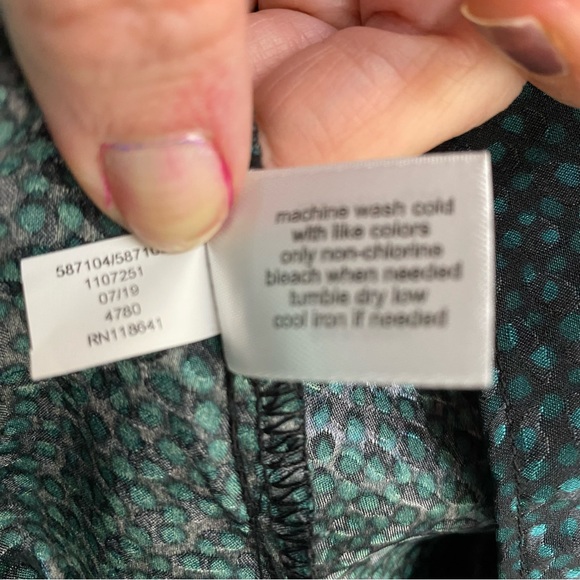 587104/58710
1107251
07/19
4780
RN118641
machine wash cold
with like colors
only non-chlorine
bleach when needed
tumble dry low
cool iron if needed